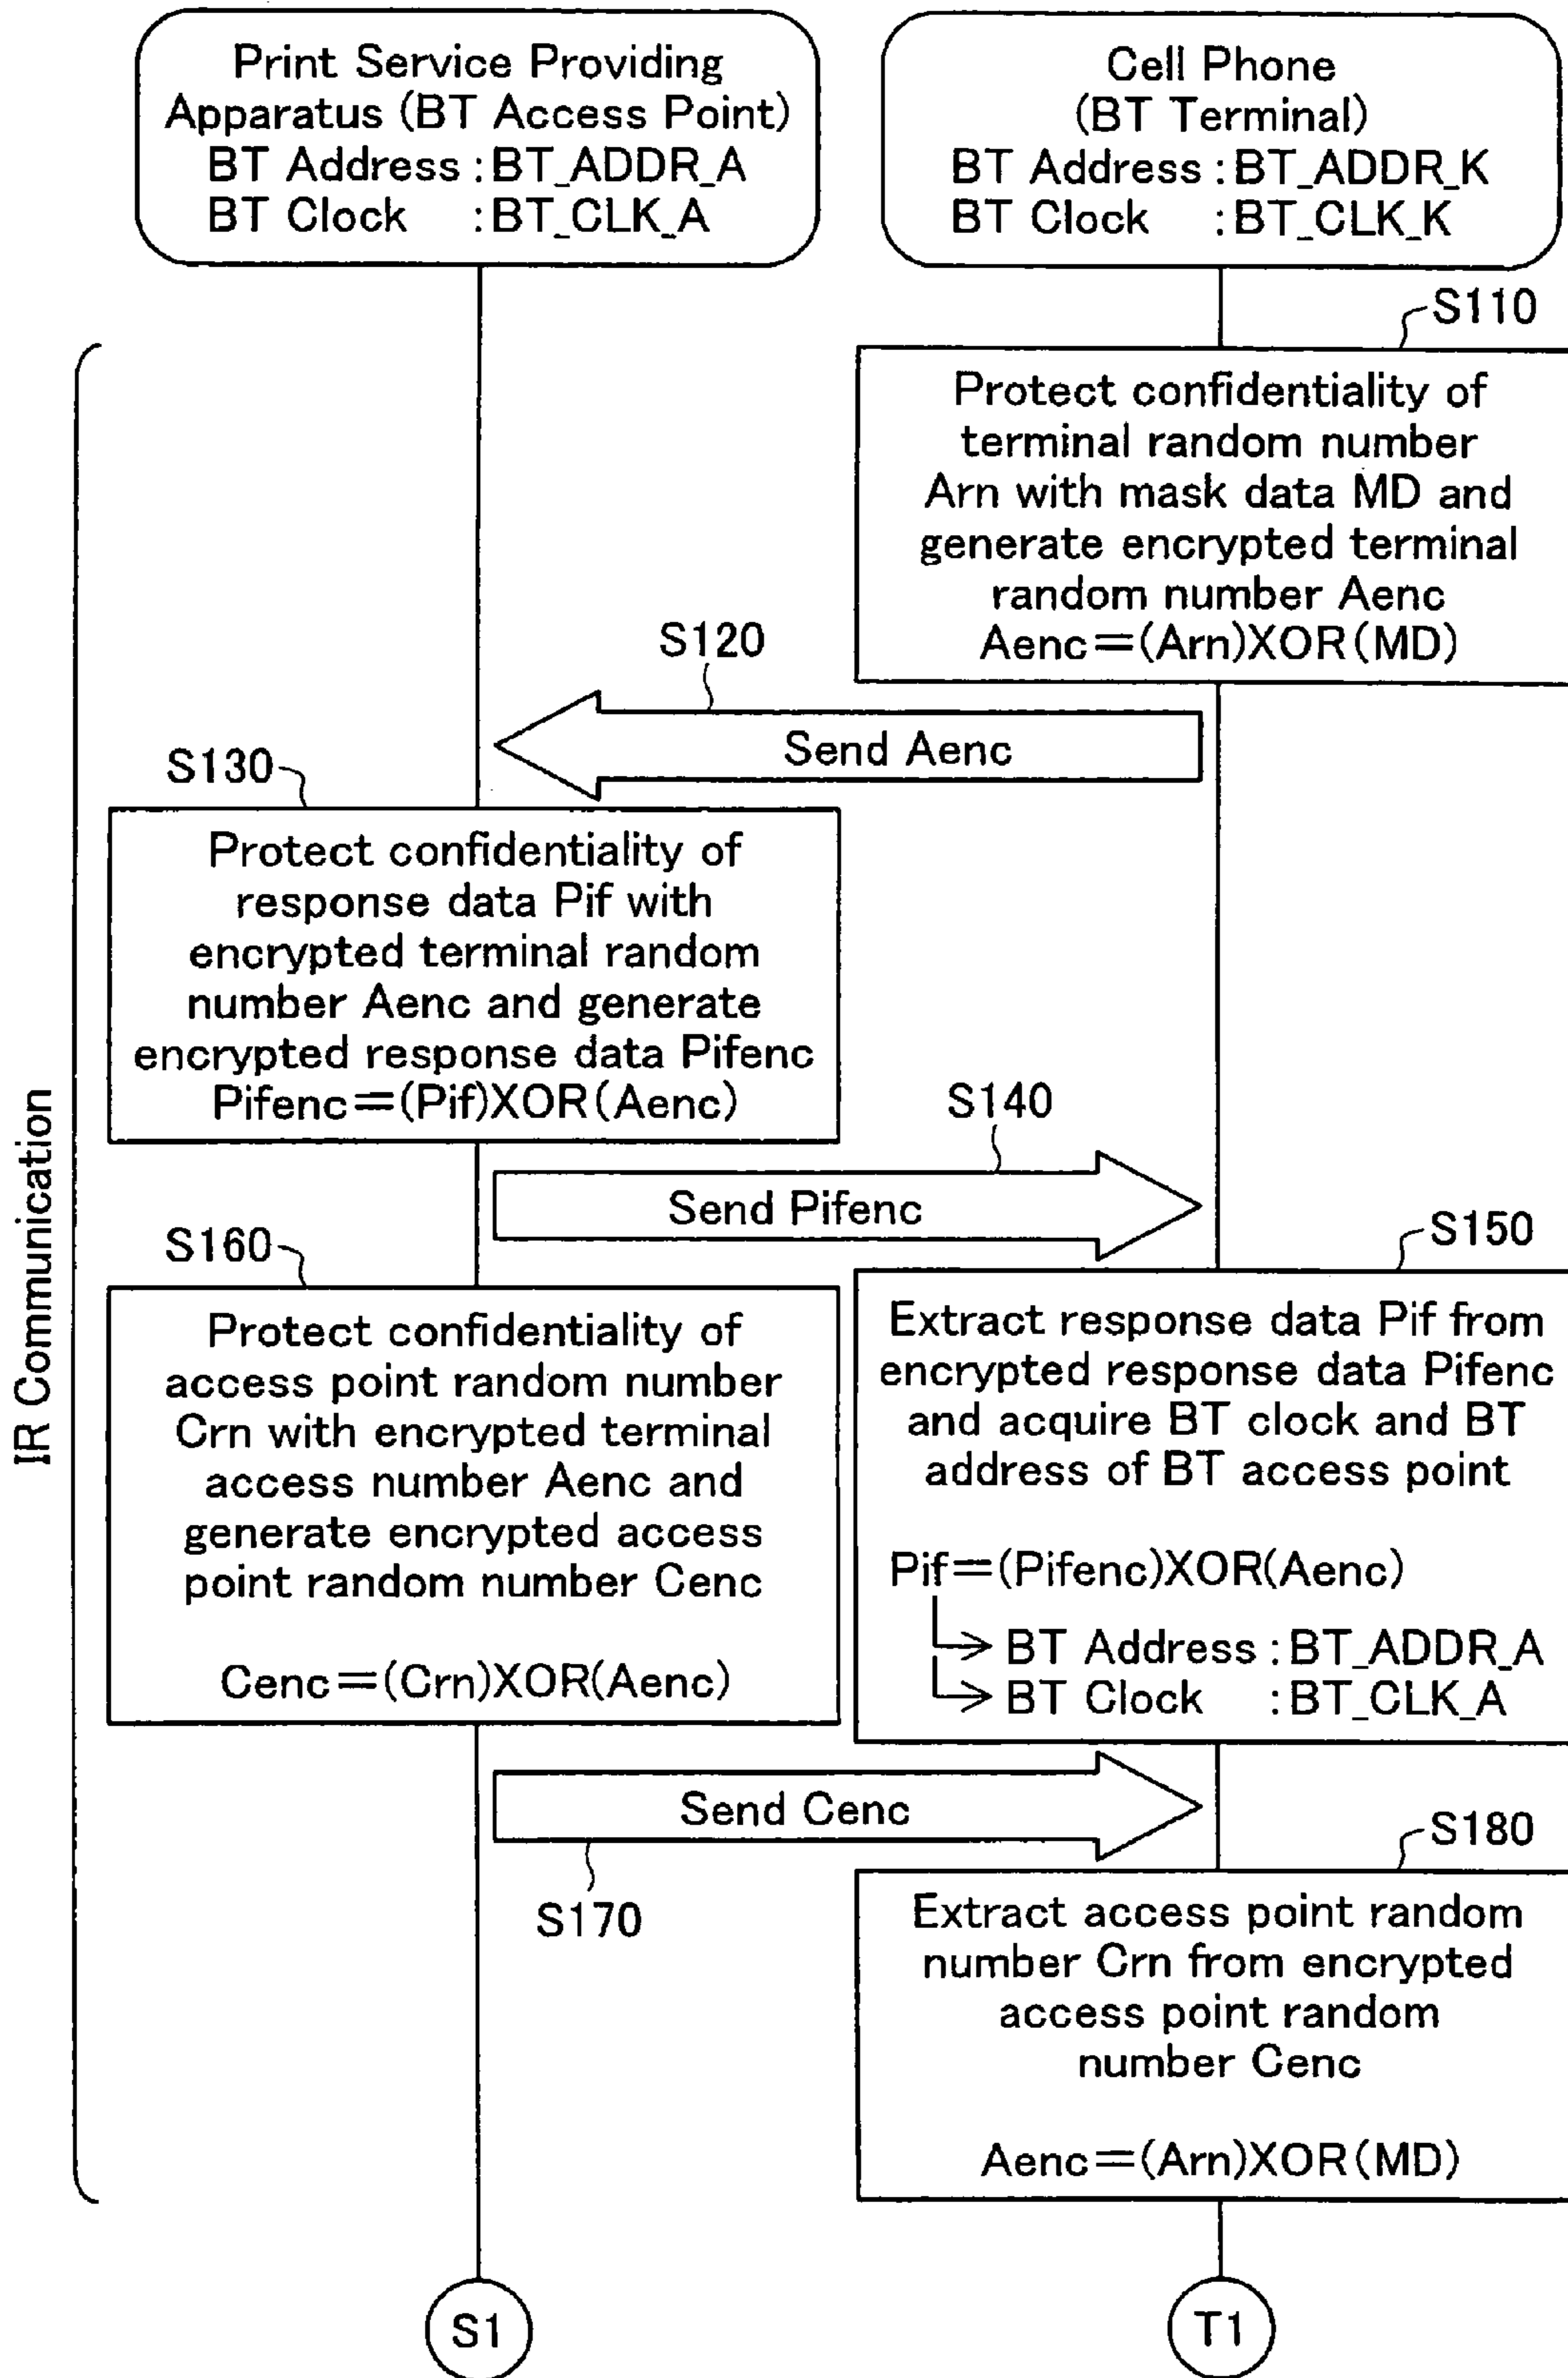 Print Service Providing
Apparatus (BT Access Point)
BT Address : BT_ADDR_A
BT Clock : BT_CLK_A
Cell Phone
(BT Terminal)
BT Address : BT_ADDR_K
BT Clock : BT_CLK_K
S110
Protect confidentiality of
terminal random number
Arn with mask data MD and
generate encrypted terminal
random number Aenc
Aenc=(Arn)XOR(MD)
S120
Send Aenc
S130
Protect confidentiality of
response data Pif with
encrypted terminal random
number Aenc and generate
encrypted response data Pifenc
Pifenc=(Pif)XOR(Aenc)
S140
Send Pifenc
IR Communication
S160
Protect confidentiality of
access point random number
Crn with encrypted terminal
access number Aenc and
generate encrypted access
point random number Cenc
Cenc=(Crn)XOR(Aenc)
S150
Extract response data Pif from
encrypted response data Pifenc
and acquire BT clock and BT
address of BT access point
Pif=(Pifenc)XOR(Aenc)
BT Address : BT_ADDR_A
BT Clock : BT_CLK_A
Send Cenc
S170
S180
Extract access point random
number Crn from encrypted
access point random
number Cenc
Aenc=(Arn)XOR(MD)
S1
T1